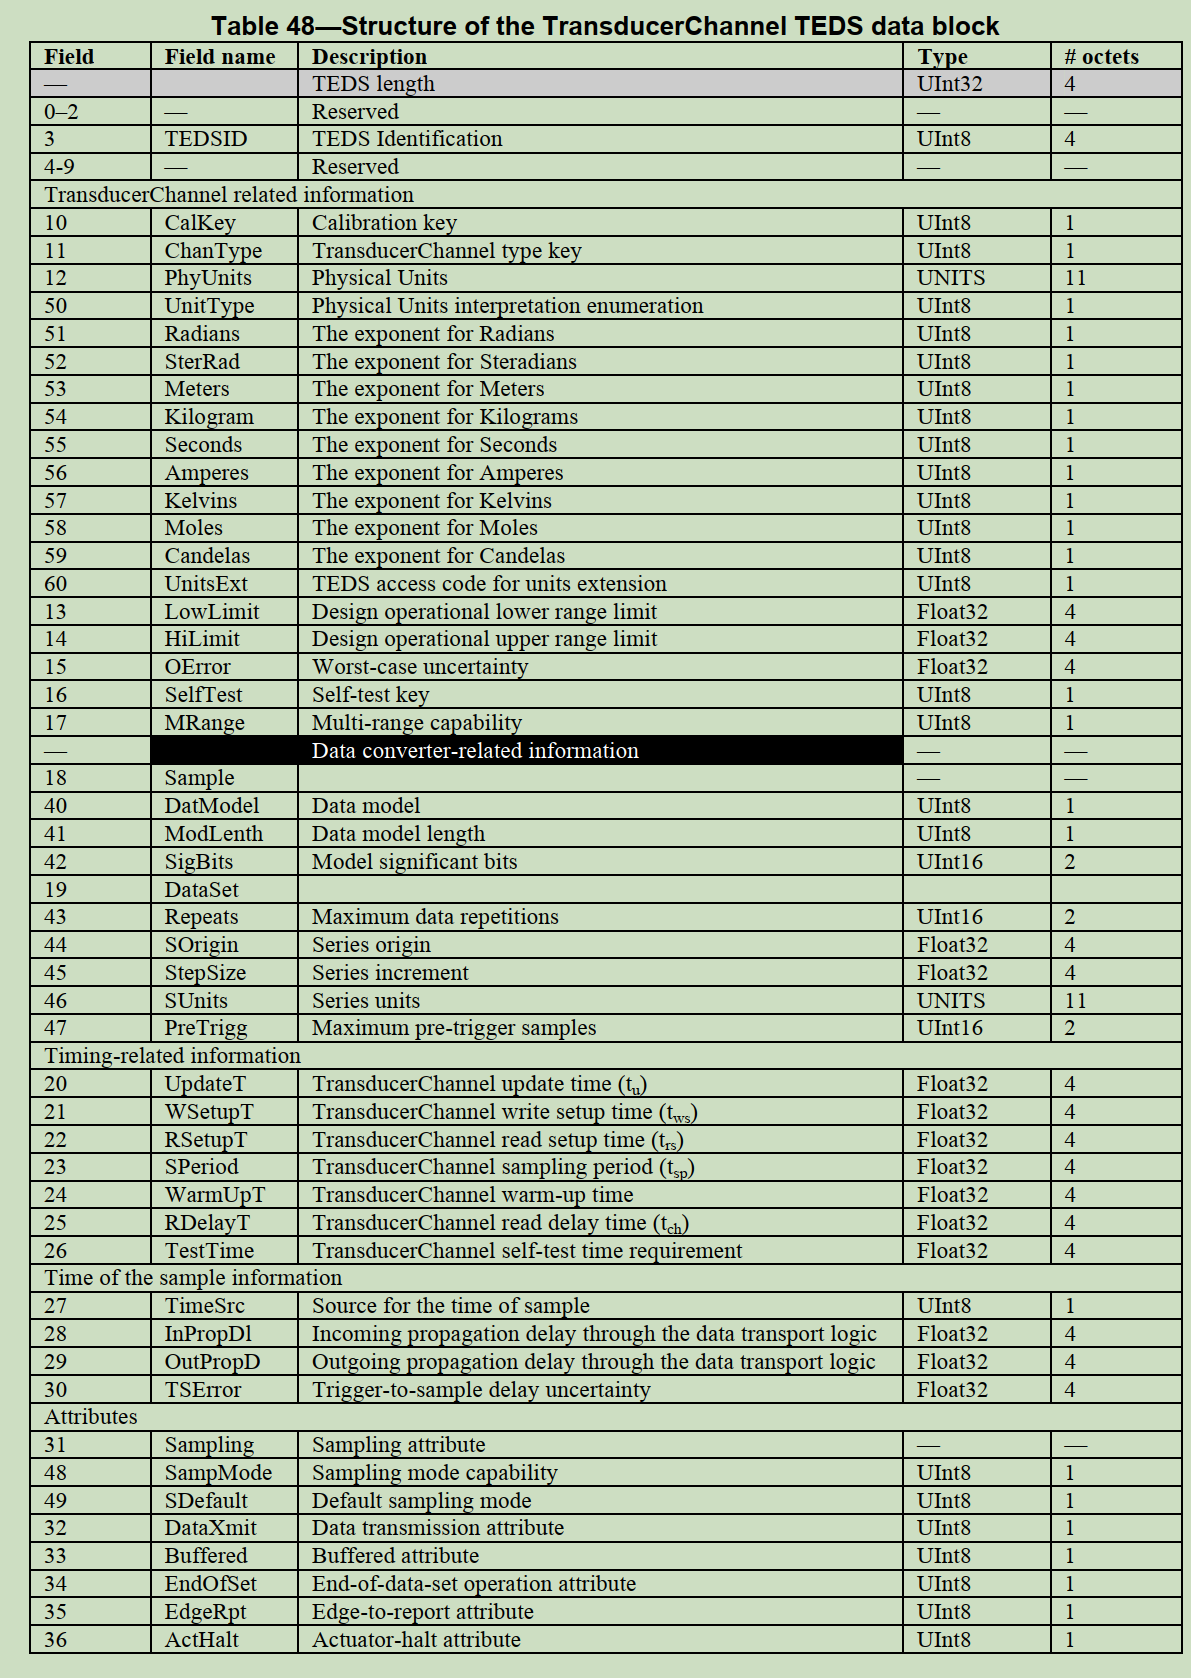 Table 48—Structure of the TransducerChannel TEDS data block
Field Field name Description Type # octets
— TEDS length UInt32 4
0–2 — Reserved — —
3 TEDSID TEDS Identification UInt8 4
4-9 — Reserved — —
TransducerChannel related information
10 CalKey Calibration key UInt8 1
11 ChanType TransducerChannel type key UInt8 1
12 PhyUnits Physical Units UNITS 11
50 UnitType Physical Units interpretation enumeration UInt8 1
51 Radians The exponent for Radians UInt8 1
52 SterRad The exponent for Steradians UInt8 1
53 Meters The exponent for Meters UInt8 1
54 Kilogram The exponent for Kilograms UInt8 1
55 Seconds The exponent for Seconds UInt8 1
56 Amperes The exponent for Amperes UInt8 1
57 Kelvins The exponent for Kelvins UInt8 1
58 Moles The exponent for Moles UInt8 1
59 Candelas The exponent for Candelas UInt8 1
60 UnitsExt TEDS access code for units extension UInt8 1
13 LowLimit Design operational lower range limit Float32 4
14 HiLimit Design operational upper range limit Float32 4
15 OError Worst-case uncertainty Float32 4
16 SelfTest Self-test key UInt8 1
17 MRange Multi-range capability UInt8 1
— Data converter-related information — —
18 Sample — —
40 DatModel Data model UInt8 1
41 ModLenth Data model length UInt8 1
42 SigBits Model significant bits UInt16 2
19 DataSet
43 Repeats Maximum data repetitions UInt16 2
44 SOrigin Series origin Float32 4
45 StepSize Series increment Float32 4
46 SUnits Series units UNITS 11
47 PreTrigg Maximum pre-trigger samples UInt16 2
Timing-related information
20 UpdateT TransducerChannel update time (tu) Float32 4
21 WSetupT TransducerChannel write setup time (tws) Float32 4
22 RSetupT TransducerChannel read setup time (trs) Float32 4
23 SPeriod TransducerChannel sampling period (tsp) Float32 4
24 WarmUpT TransducerChannel warm-up time Float32 4
25 RDelayT TransducerChannel read delay time (tch) Float32 4
26 TestTime TransducerChannel self-test time requirement Float32 4
Time of the sample information
27 TimeSrc Source for the time of sample UInt8 1
28 InPropDl Incoming propagation delay through the data transport logic Float32 4
29 OutPropD Outgoing propagation delay through the data transport logic Float32 4
30 TSError Trigger-to-sample delay uncertainty Float32 4
Attributes
31 Sampling Sampling attribute — —
48 SampMode Sampling mode capability UInt8 1
49 SDefault Default sampling mode UInt8 1
32 DataXmit Data transmission attribute UInt8 1
33 Buffered Buffered attribute UInt8 1
34 EndOfSet End-of-data-set operation attribute UInt8 1
35 EdgeRpt Edge-to-report attribute UInt8 1
36 ActHalt Actuator-halt attribute UInt8 1